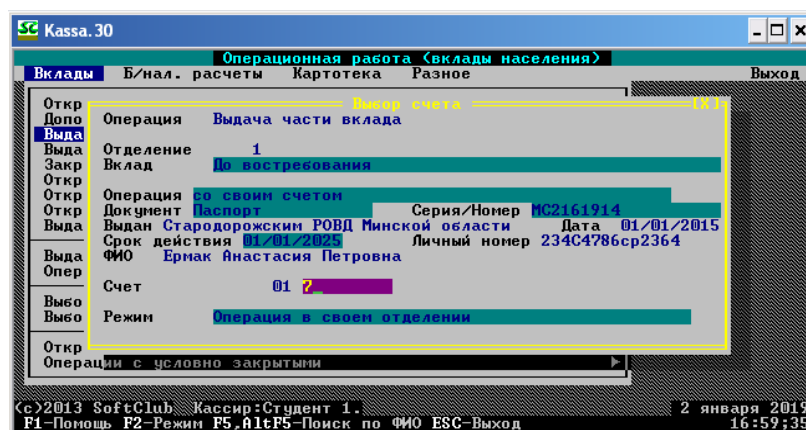 Kassa.30
Операционная работа (вклады населения)
Вклады Б/нал. расчеты Картотека Разное Выход
Выбор счета [X]
Откр
Допо Операция Выдача части вклада
Выда
Выда Отделение 1
Закр Вклад До востребования
Откр
Откр Операция со своим счетом
Откр Документ Паспорт Серия/Номер МС2161914
Выда Выдан Стародорожским РОВД Минской области Дата 01/01/2015
Срок действия 01/01/2025 Личный номер 234С4786ср2364
Выда ФИО Ермак Анастасия Петровна
Опер
Счет 01 ?_
Выбо
Выбо Режим Операция в своем отделении
Откр
Операции с условно закрытыми
(c)2013 SoftClub Кассир:Студент 1. 2 января 2019
F1-Помощь F2-Режим F5,AltF5-Поиск по ФИО ESC-Выход 16:59;35